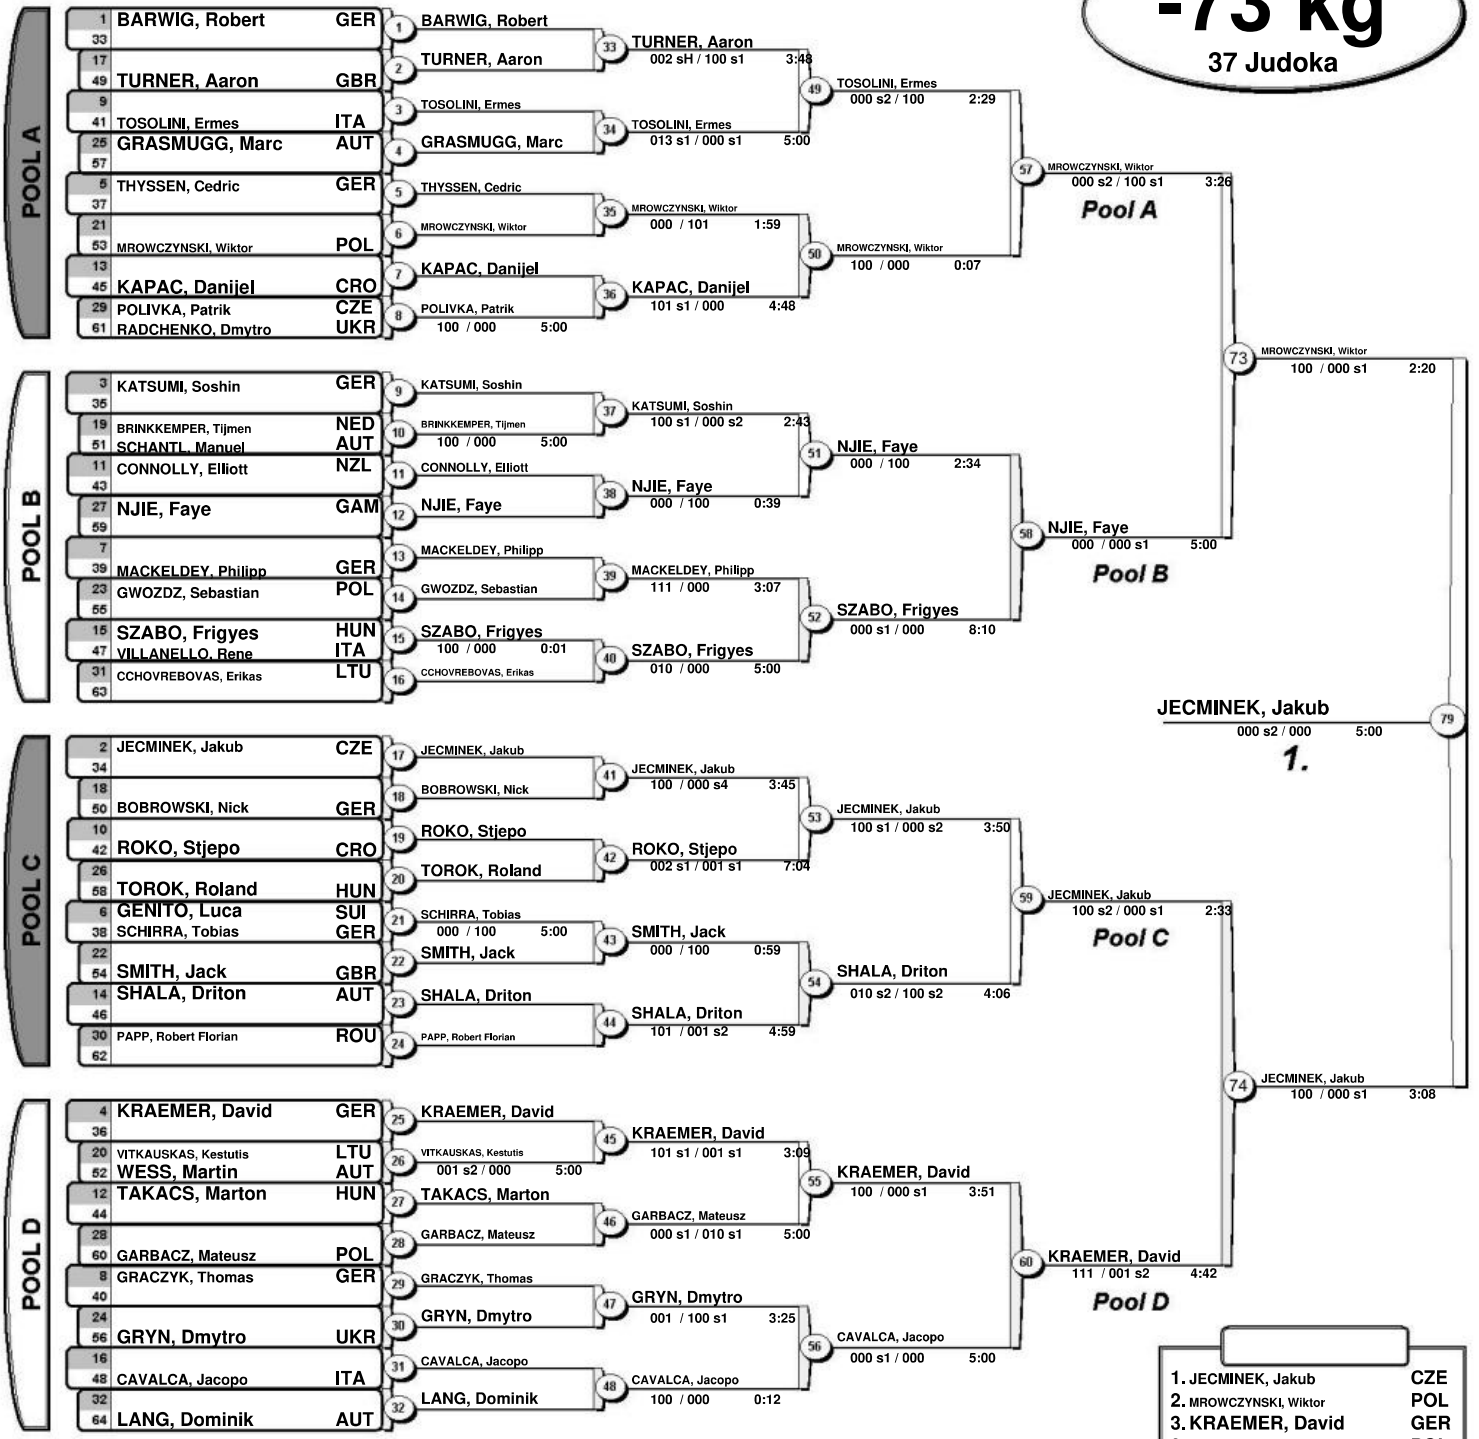 -73 kg
37 Judoka
POOL A
1 BARWIG, Robert GER
33
17
49 TURNER, Aaron GBR
9
41 TOSOLINI, Ermes ITA
25 GRASMUGG, Marc AUT
57
5 THYSSEN, Cedric GER
37
21
53 MROWCZYNSKI, Wiktor POL
13
45 KAPAC, Danijel CRO
29 POLIVKA, Patrik CZE
61 RADCHENKO, Dmytro UKR
1 BARWIG, Robert
2 TURNER, Aaron
3 TOSOLINI, Ermes
4 GRASMUGG, Marc
5 THYSSEN, Cedric
6 MROWCZYNSKI, Wiktor
7 KAPAC, Danijel
8 POLIVKA, Patrik
100 / 000 5:00
33 TURNER, Aaron
002 sH / 100 s1 3:48
34 TOSOLINI, Ermes
013 s1 / 000 s1 5:00
35 MROWCZYNSKI, Wiktor
000 / 101 1:59
36 KAPAC, Danijel
101 s1 / 000 4:48
49 TOSOLINI, Ermes
000 s2 / 100 2:29
50 MROWCZYNSKI, Wiktor
100 / 000 0:07
57 MROWCZYNSKI, Wiktor
000 s2 / 100 s1 3:26
Pool A
POOL B
3 KATSUMI, Soshin GER
35
19 BRINKKEMPER, Tijmen NED
51 SCHANTL, Manuel AUT
11 CONNOLLY, Elliott NZL
43
27 NJIE, Faye GAM
59
7
39 MACKELDEY, Philipp GER
23 GWOZDZ, Sebastian POL
55
15 SZABO, Frigyes HUN
47 VILLANELLO, Rene ITA
31 CCHOVREBOVAS, Erikas LTU
63
9 KATSUMI, Soshin
10 BRINKKEMPER, Tijmen
100 / 000 5:00
11 CONNOLLY, Elliott
12 NJIE, Faye
13 MACKELDEY, Philipp
14 GWOZDZ, Sebastian
15 SZABO, Frigyes
100 / 000 0:01
16 CCHOVREBOVAS, Erikas
37 KATSUMI, Soshin
100 s1 / 000 s2 2:43
38 NJIE, Faye
000 / 100 0:39
39 MACKELDEY, Philipp
111 / 000 3:07
40 SZABO, Frigyes
010 / 000 5:00
51 NJIE, Faye
000 / 100 2:34
52 SZABO, Frigyes
000 s1 / 000 8:10
58 NJIE, Faye
000 / 000 s1 5:00
Pool B
73 MROWCZYNSKI, Wiktor
100 / 000 s1 2:20
JECMINEK, Jakub 79
000 s2 / 000 5:00
1.
POOL C
2 JECMINEK, Jakub CZE
34
18
50 BOBROWSKI, Nick GER
10
42 ROKO, Stjepo CRO
26
58 TOROK, Roland HUN
6 GENITO, Luca SUI
38 SCHIRRA, Tobias GER
22
54 SMITH, Jack GBR
14 SHALA, Driton AUT
46
30 PAPP, Robert Florian ROU
62
17 JECMINEK, Jakub
18 BOBROWSKI, Nick
19 ROKO, Stjepo
20 TOROK, Roland
21 SCHIRRA, Tobias
000 / 100 5:00
22 SMITH, Jack
23 SHALA, Driton
24 PAPP, Robert Florian
41 JECMINEK, Jakub
100 / 000 s4 3:45
42 ROKO, Stjepo
002 s1 / 001 s1 7:04
43 SMITH, Jack
000 / 100 0:59
44 SHALA, Driton
101 / 001 s2 4:59
53 JECMINEK, Jakub
100 s1 / 000 s2 3:50
54 SHALA, Driton
010 s2 / 100 s2 4:06
59 JECMINEK, Jakub
100 s2 / 000 s1 2:33
Pool C
74 JECMINEK, Jakub
100 / 000 s1 3:08
POOL D
4 KRAEMER, David GER
36
20 VITKAUSKAS, Kestutis LTU
52 WESS, Martin AUT
12 TAKACS, Marton HUN
44
28
60 GARBACZ, Mateusz POL
8 GRACZYK, Thomas GER
40
24
56 GRYN, Dmytro UKR
16
48 CAVALCA, Jacopo ITA
32
64 LANG, Dominik AUT
25 KRAEMER, David
26 VITKAUSKAS, Kestutis
001 s2 / 000 5:00
27 TAKACS, Marton
28 GARBACZ, Mateusz
29 GRACZYK, Thomas
30 GRYN, Dmytro
31 CAVALCA, Jacopo
32 LANG, Dominik
45 KRAEMER, David
101 s1 / 001 s1 3:09
46 GARBACZ, Mateusz
000 s1 / 010 s1 5:00
47 GRYN, Dmytro
001 / 100 s1 3:25
48 CAVALCA, Jacopo
100 / 000 0:12
55 KRAEMER, David
100 / 000 s1 3:51
56 CAVALCA, Jacopo
000 s1 / 000 5:00
60 KRAEMER, David
111 / 001 s2 4:42
Pool D
1. JECMINEK, Jakub CZE
2. MROWCZYNSKI, Wiktor POL
3. KRAEMER, David GER